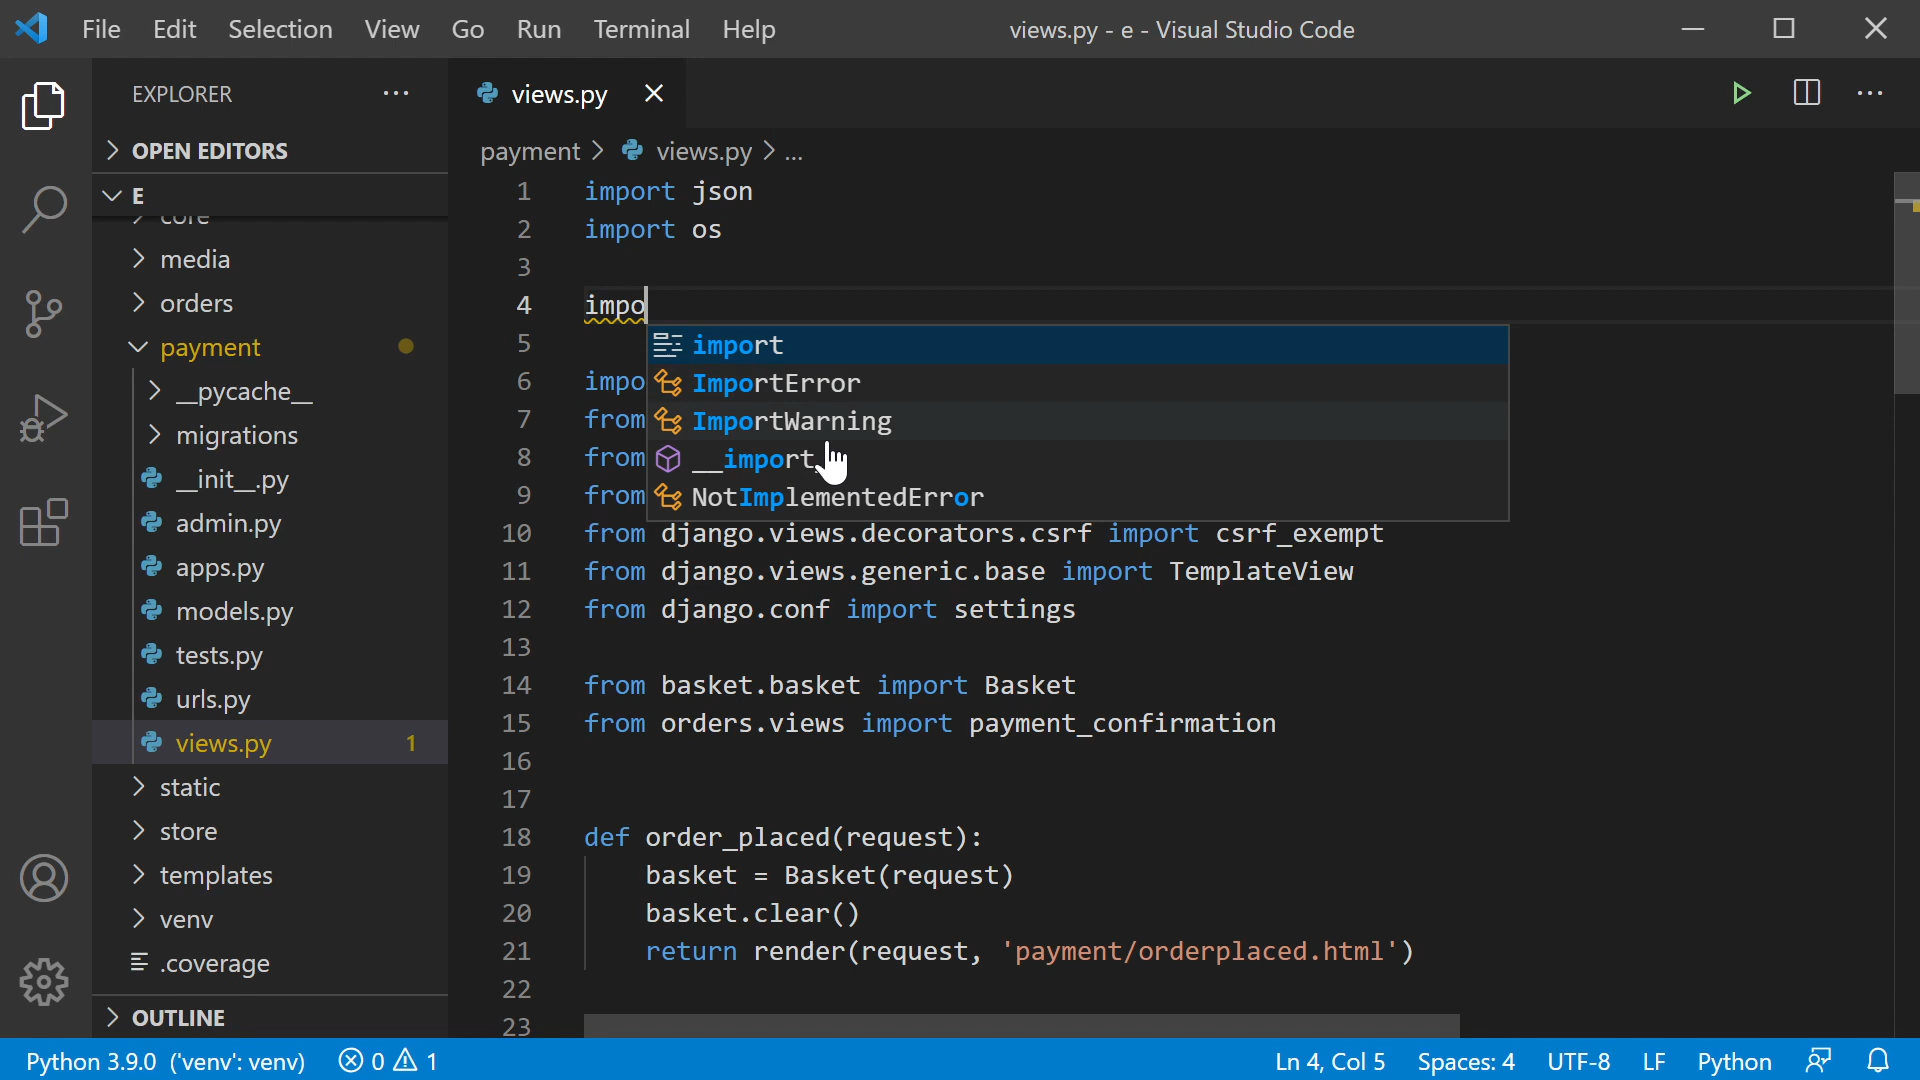 File Edit Selection View Go Run Terminal Help views.py - e - Visual Studio Code
EXPLORER ...
views.py
OPEN EDITORS
payment > views.py > ...
E
core
media
orders
payment
__pycache__
migrations
__init__.py
admin.py
apps.py
models.py
tests.py
urls.py
views.py 1
static
store
templates
venv
.coverage
OUTLINE
1 import json
2 import os
3
4 impo
import
5
ImportError
6 impo
ImportWarning
7 from
__import
8 from
NotImplementedError
9 from
10 from django.views.decorators.csrf import csrf_exempt
11 from django.views.generic.base import TemplateView
12 from django.conf import settings
13
14 from basket.basket import Basket
15 from orders.views import payment_confirmation
16
17
18 def order_placed(request):
19 basket = Basket(request)
20 basket.clear()
21 return render(request, 'payment/orderplaced.html')
22
23
Python 3.9.0 ('venv': venv) 0 1 Ln 4, Col 5 Spaces: 4 UTF-8 LF Python